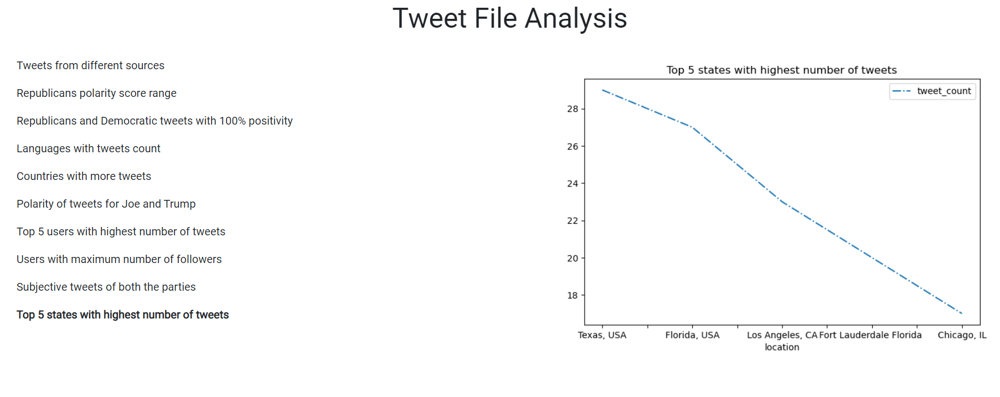 Tweet File Analysis
Tweets from different sources
Republicans polarity score range
Republicans and Democratic tweets with 100% positivity
Languages with tweets count
Countries with more tweets
Polarity of tweets for Joe and Trump
Top 5 users with highest number of tweets
Users with maximum number of followers
Subjective tweets of both the parties
Top 5 states with highest number of tweets
Top 5 states with highest number of tweets
tweet_count
28
26
24
22
20
18
Texas, USA Florida, USA Los Angeles, CA Fort Lauderdale Florida Chicago, IL
location